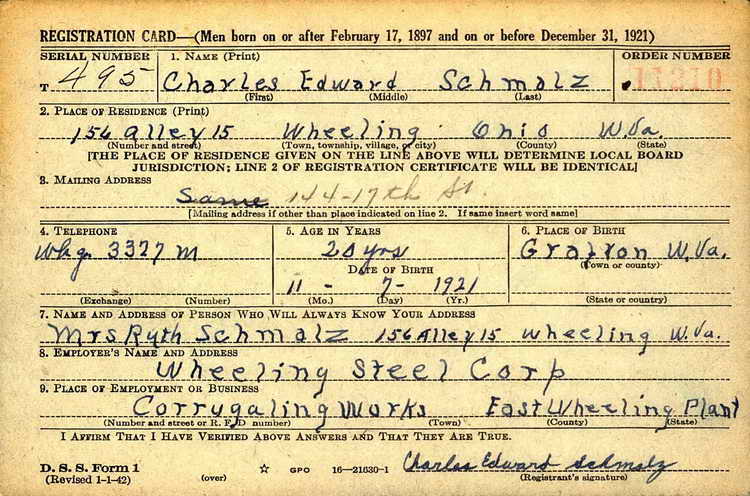 REGISTRATION CARD—(Men born on or after February 17, 1897 and on or before December 31, 1921)
SERIAL NUMBER 1. NAME (Print) ORDER NUMBER
T 495 Charles Edward Schmalz
(First) (Middle) (Last)
2. PLACE OF RESIDENCE (Print)
156 Alley 15 Wheeling Ohio W.Va.
(Number and street) (Town, township, village, or city) (County) (State)
[THE PLACE OF RESIDENCE GIVEN ON THE LINE ABOVE WILL DETERMINE LOCAL BOARD
JURISDICTION; LINE 2 OF REGISTRATION CERTIFICATE WILL BE IDENTICAL]
3. MAILING ADDRESS
Same 144-17th St.
[Mailing address if other than place indicated on line 2. If same insert word same]
4. TELEPHONE 5. AGE IN YEARS 6. PLACE OF BIRTH
Whg. 3327 M 20 yrs Grafton W.Va.
(Town or county)
DATE OF BIRTH
11 - 7- 1921
(Exchange) (Number) (Mo.) (Day) (Yr.) (State or country)
7. NAME AND ADDRESS OF PERSON WHO WILL ALWAYS KNOW YOUR ADDRESS
Mrs Ruth Schmalz 156 Alley 15 Wheeling W.Va.
8. EMPLOYER'S NAME AND ADDRESS
Wheeling Steel Corp
9. PLACE OF EMPLOYMENT OR BUSINESS
Corrugating Works East Wheeling Plant
(Number and street or R. F. D. number) (Town) (County) (State)
I AFFIRM THAT I HAVE VERIFIED ABOVE ANSWERS AND THAT THEY ARE TRUE.
D. S. S. Form 1 GPO 16—21630-1 Charles Edward Schmalz
(Revised 1-1-42) (over) (Registrant's signature)